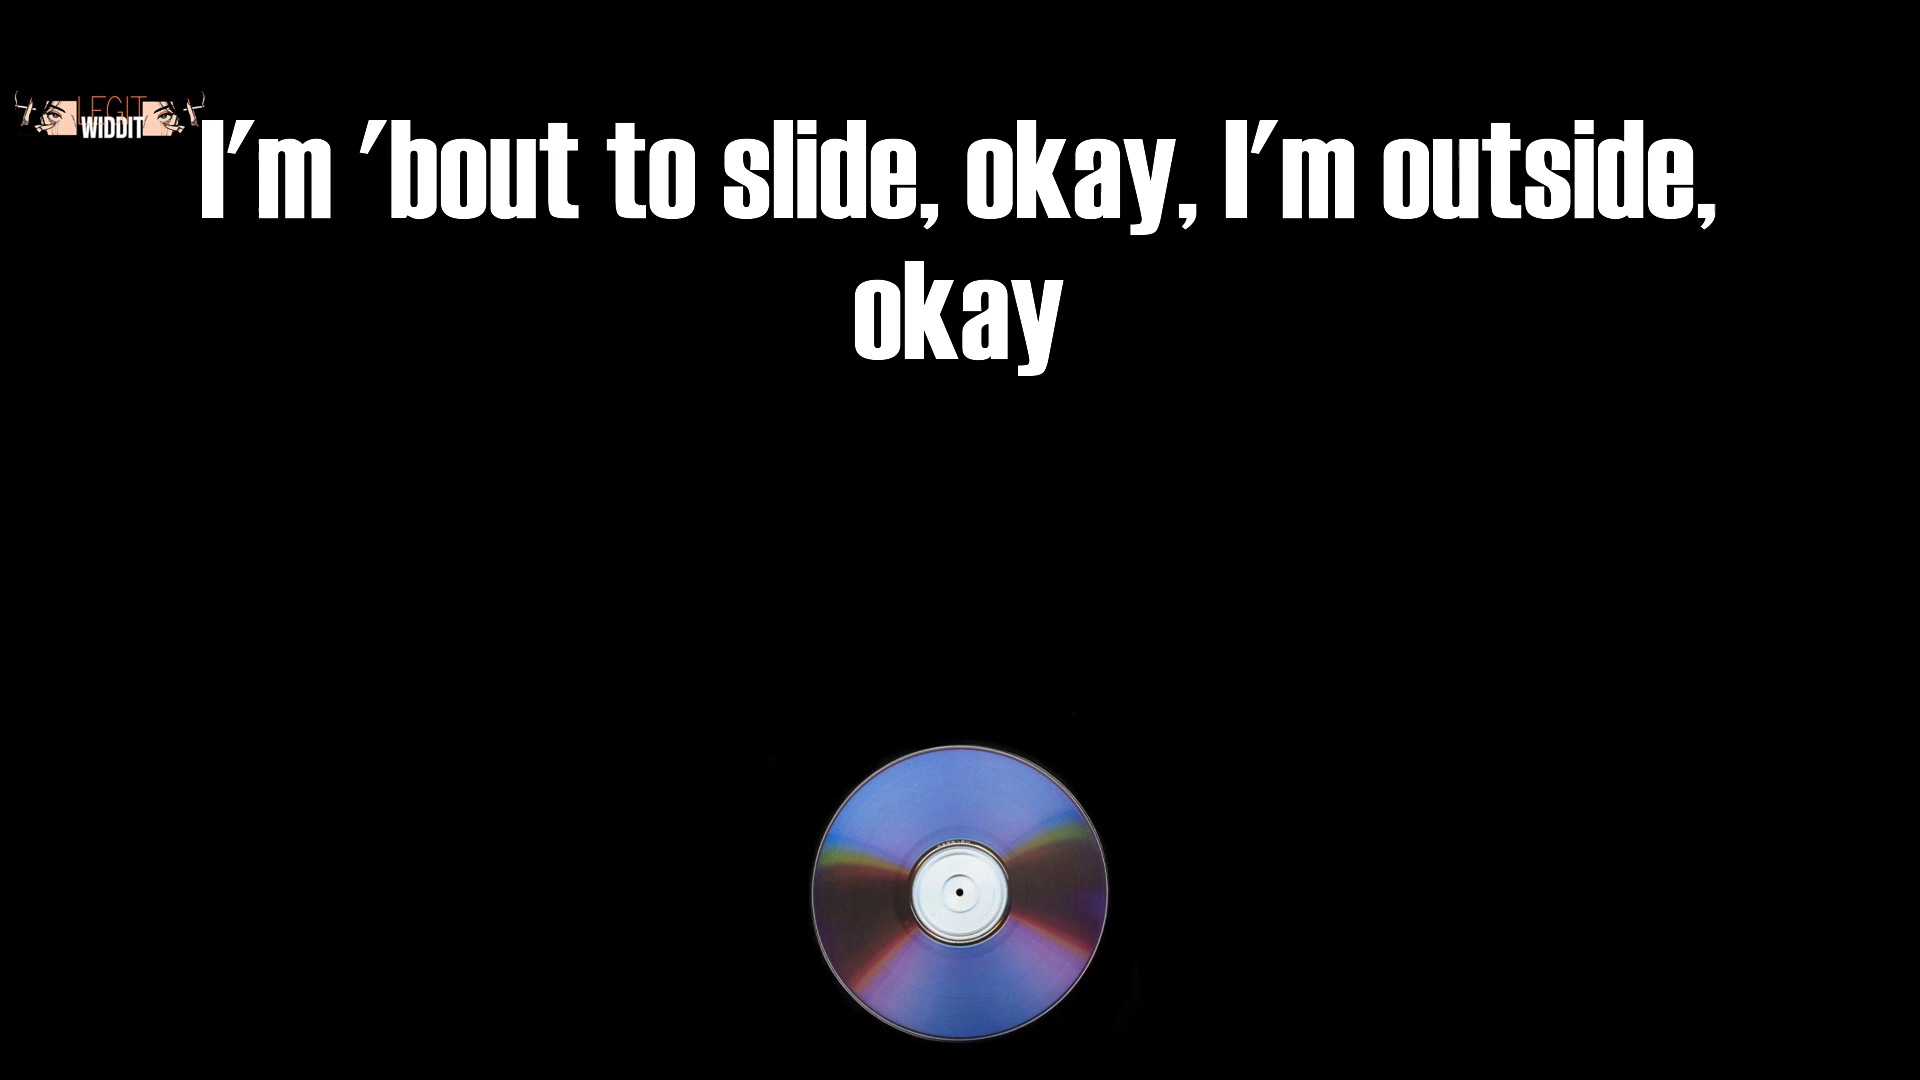 LEGIT
WIDDIT
I'm 'bout to slide, okay, I'm outside,
okay